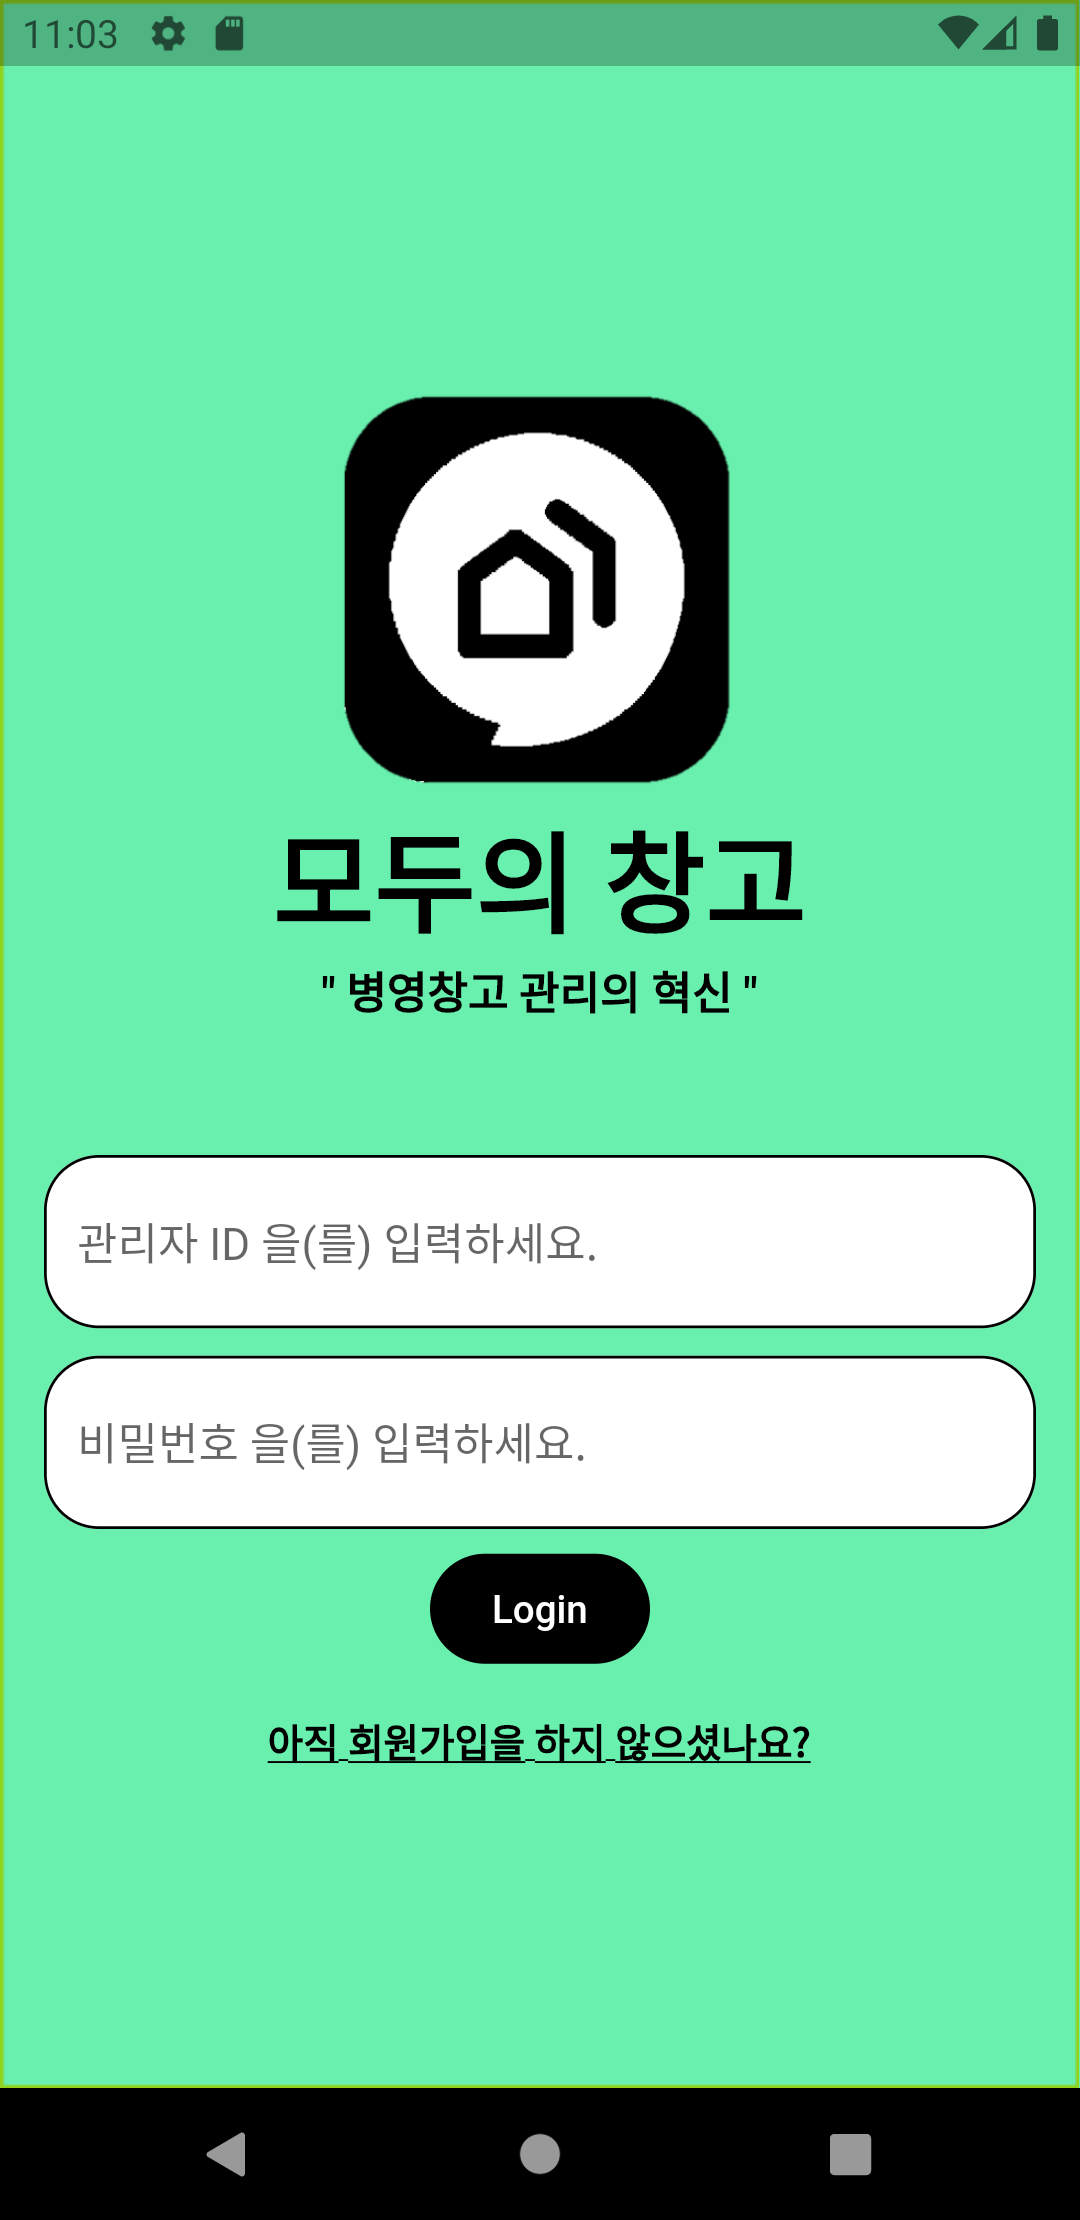 11:03
모두의 창고
" 병영창고 관리의 혁신 "
관리자 ID 을(를) 입력하세요.
비밀번호 을(를) 입력하세요.
Login
아직 회원가입을 하지 않으셨나요?